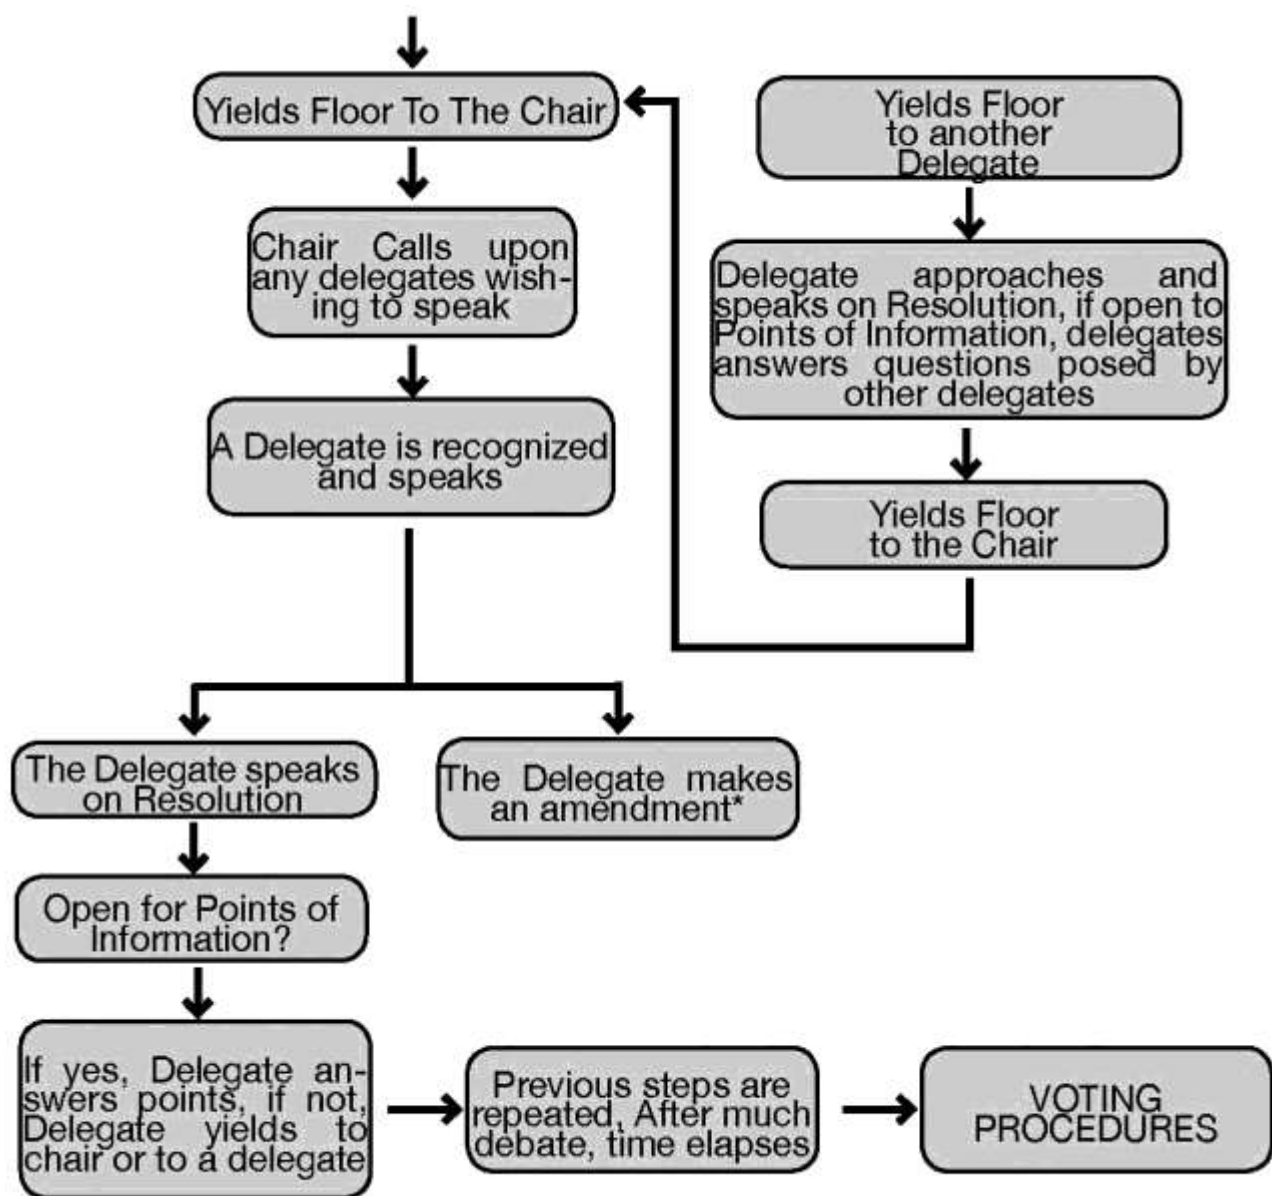 Yields Floor To The Chair
Chair Calls upon
any delegates wish-
ing to speak
A Delegate is recognized
and speaks
Yields Floor
to another
Delegate
Delegate approaches and
speaks on Resolution, if open to
Points of Information, delegates
answers questions posed by
other delegates
Yields Floor
to the Chair
The Delegate speaks
on Resolution
The Delegate makes
an amendment*
Open for Points of
Information?
If yes, Delegate an-
swers points, if not,
Delegate yields to
chair or to a delegate
Previous steps are
repeated, After much
debate, time elapses
VOTING
PROCEDURES